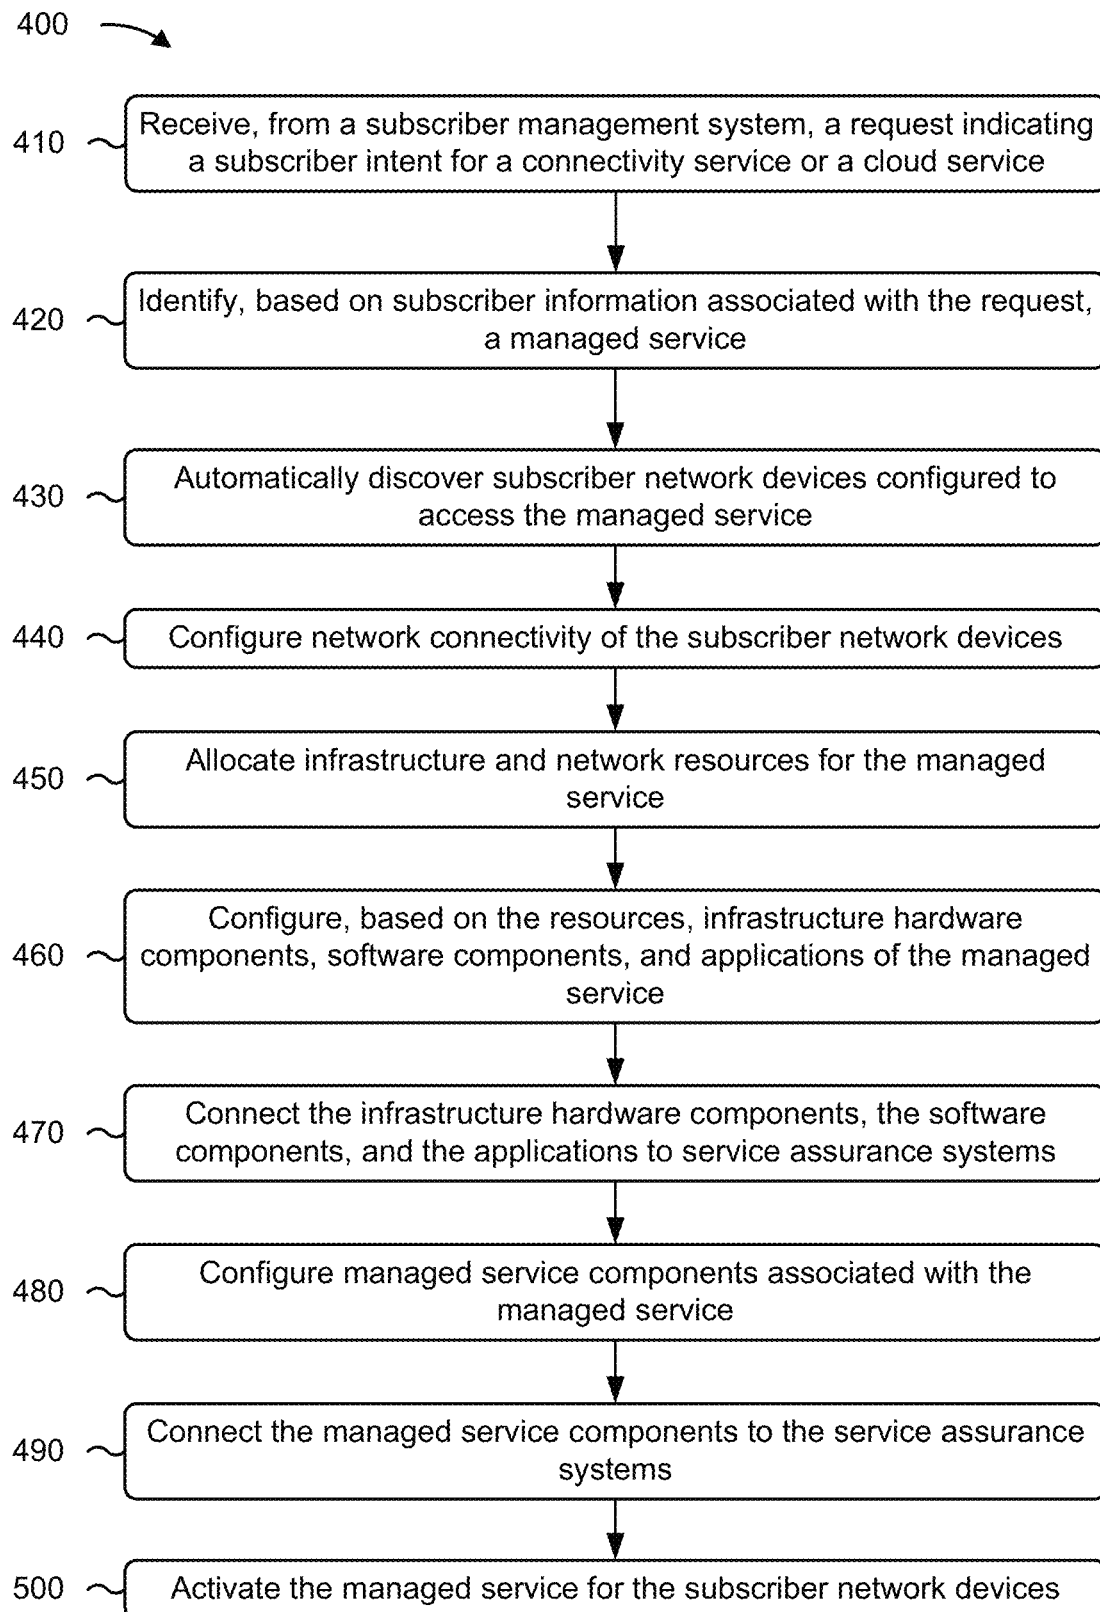 400
410
Receive, from a subscriber management system, a request indicating
a subscriber intent for a connectivity service or a cloud service
420
Identify, based on subscriber information associated with the request,
a managed service
430
Automatically discover subscriber network devices configured to
access the managed service
440
Configure network connectivity of the subscriber network devices
450
Allocate infrastructure and network resources for the managed
service
460
Configure, based on the resources, infrastructure hardware
components, software components, and applications of the managed
service
470
Connect the infrastructure hardware components, the software
components, and the applications to service assurance systems
480
Configure managed service components associated with the
managed service
490
Connect the managed service components to the service assurance
systems
500
Activate the managed service for the subscriber network devices